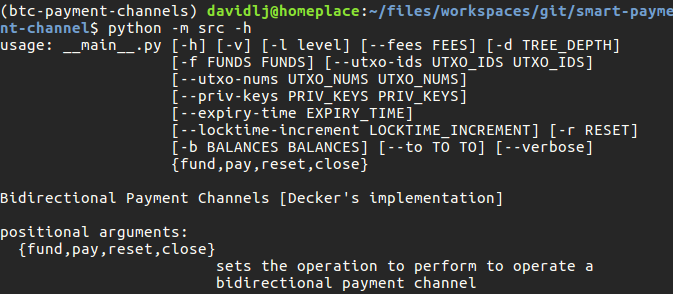 (btc-payment-channels) davidlj@homeplace:~/files/workspaces/git/smart-payme
nt-channel$ python -m src -h
usage: __main__.py [-h] [-v] [-l level] [--fees FEES] [-d TREE_DEPTH]
[-f FUNDS FUNDS] [--utxo-ids UTXO_IDS UTXO_IDS]
[--utxo-nums UTXO_NUMS UTXO_NUMS]
[--priv-keys PRIV_KEYS PRIV_KEYS]
[--expiry-time EXPIRY_TIME]
[--locktime-increment LOCKTIME_INCREMENT] [-r RESET]
[-b BALANCES BALANCES] [--to TO TO] [--verbose]
{fund,pay,reset,close}
Bidirectional Payment Channels [Decker's implementation]
positional arguments:
{fund,pay,reset,close}
sets the operation to perform to operate a
bidirectional payment channel